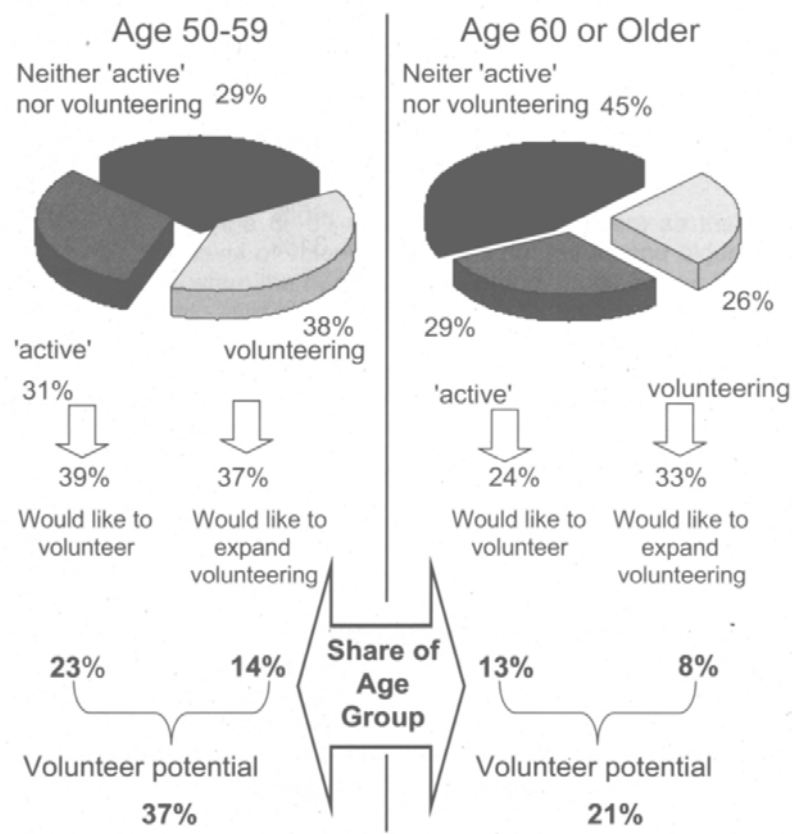 Age 50-59
Neither 'active'
nor volunteering 29%
38%
'active'
volunteering
31%
39%
37%
Would like to
volunteer
Would like to
expand
volunteering
23%
14%
Volunteer potential
37%
Share of
Age
Group
Age 60 or Older
Neiter 'active'
nor volunteering 45%
26%
29%
'active'
volunteering
24%
33%
Would like to
volunteer
Would like to
expand
volunteering
13%
8%
Volunteer potential
21%